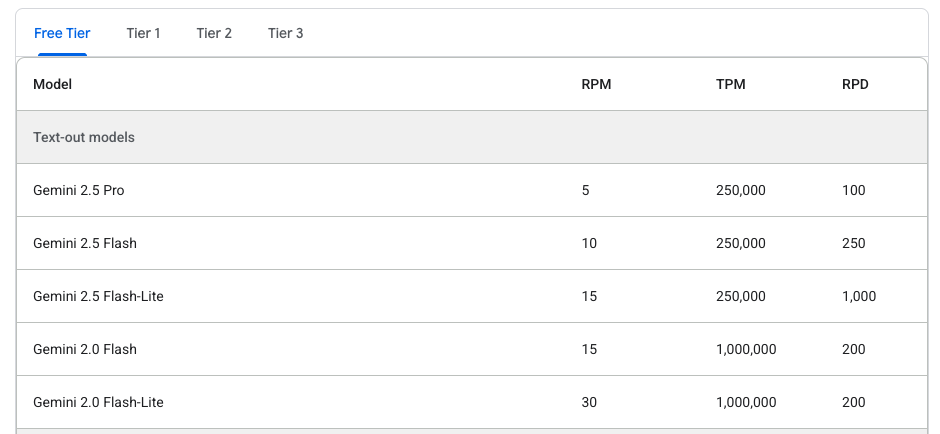 Free Tier Tier 1 Tier 2 Tier 3
Model RPM TPM RPD
Text-out models
Gemini 2.5 Pro 5 250,000 100
Gemini 2.5 Flash 10 250,000 250
Gemini 2.5 Flash-Lite 15 250,000 1,000
Gemini 2.0 Flash 15 1,000,000 200
Gemini 2.0 Flash-Lite 30 1,000,000 200